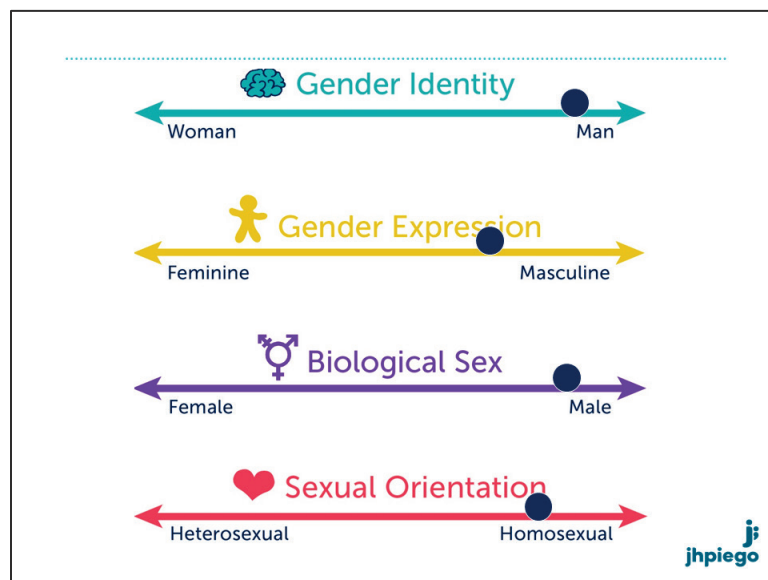 Gender Identity
Woman Man
Gender Expression
Feminine Masculine
Biological Sex
Female Male
Sexual Orientation
Heterosexual Homosexual
jhpiego